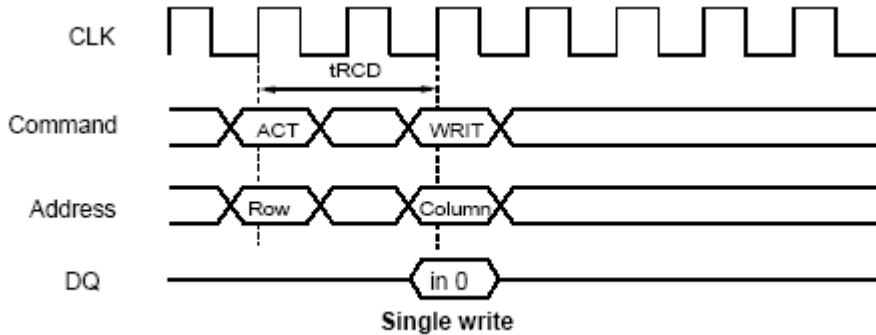 CLK
tRCD
Command ACT WRIT
Address Row Column
DQ in 0
Single write